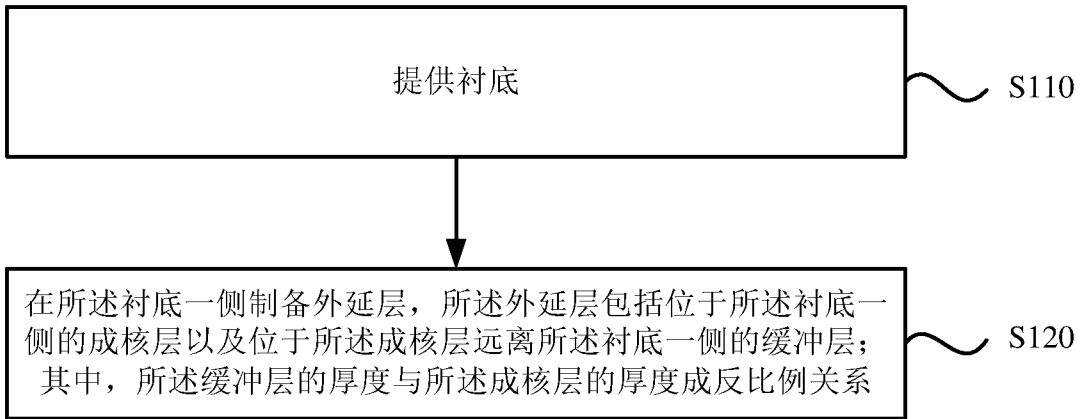 提供衬底
S110
在所述衬底一侧制备外延层，所述外延层包括位于所述衬底一
侧的成核层以及位于所述成核层远离所述衬底一侧的缓冲层；
其中，所述缓冲层的厚度与所述成核层的厚度成反比例关系
S120